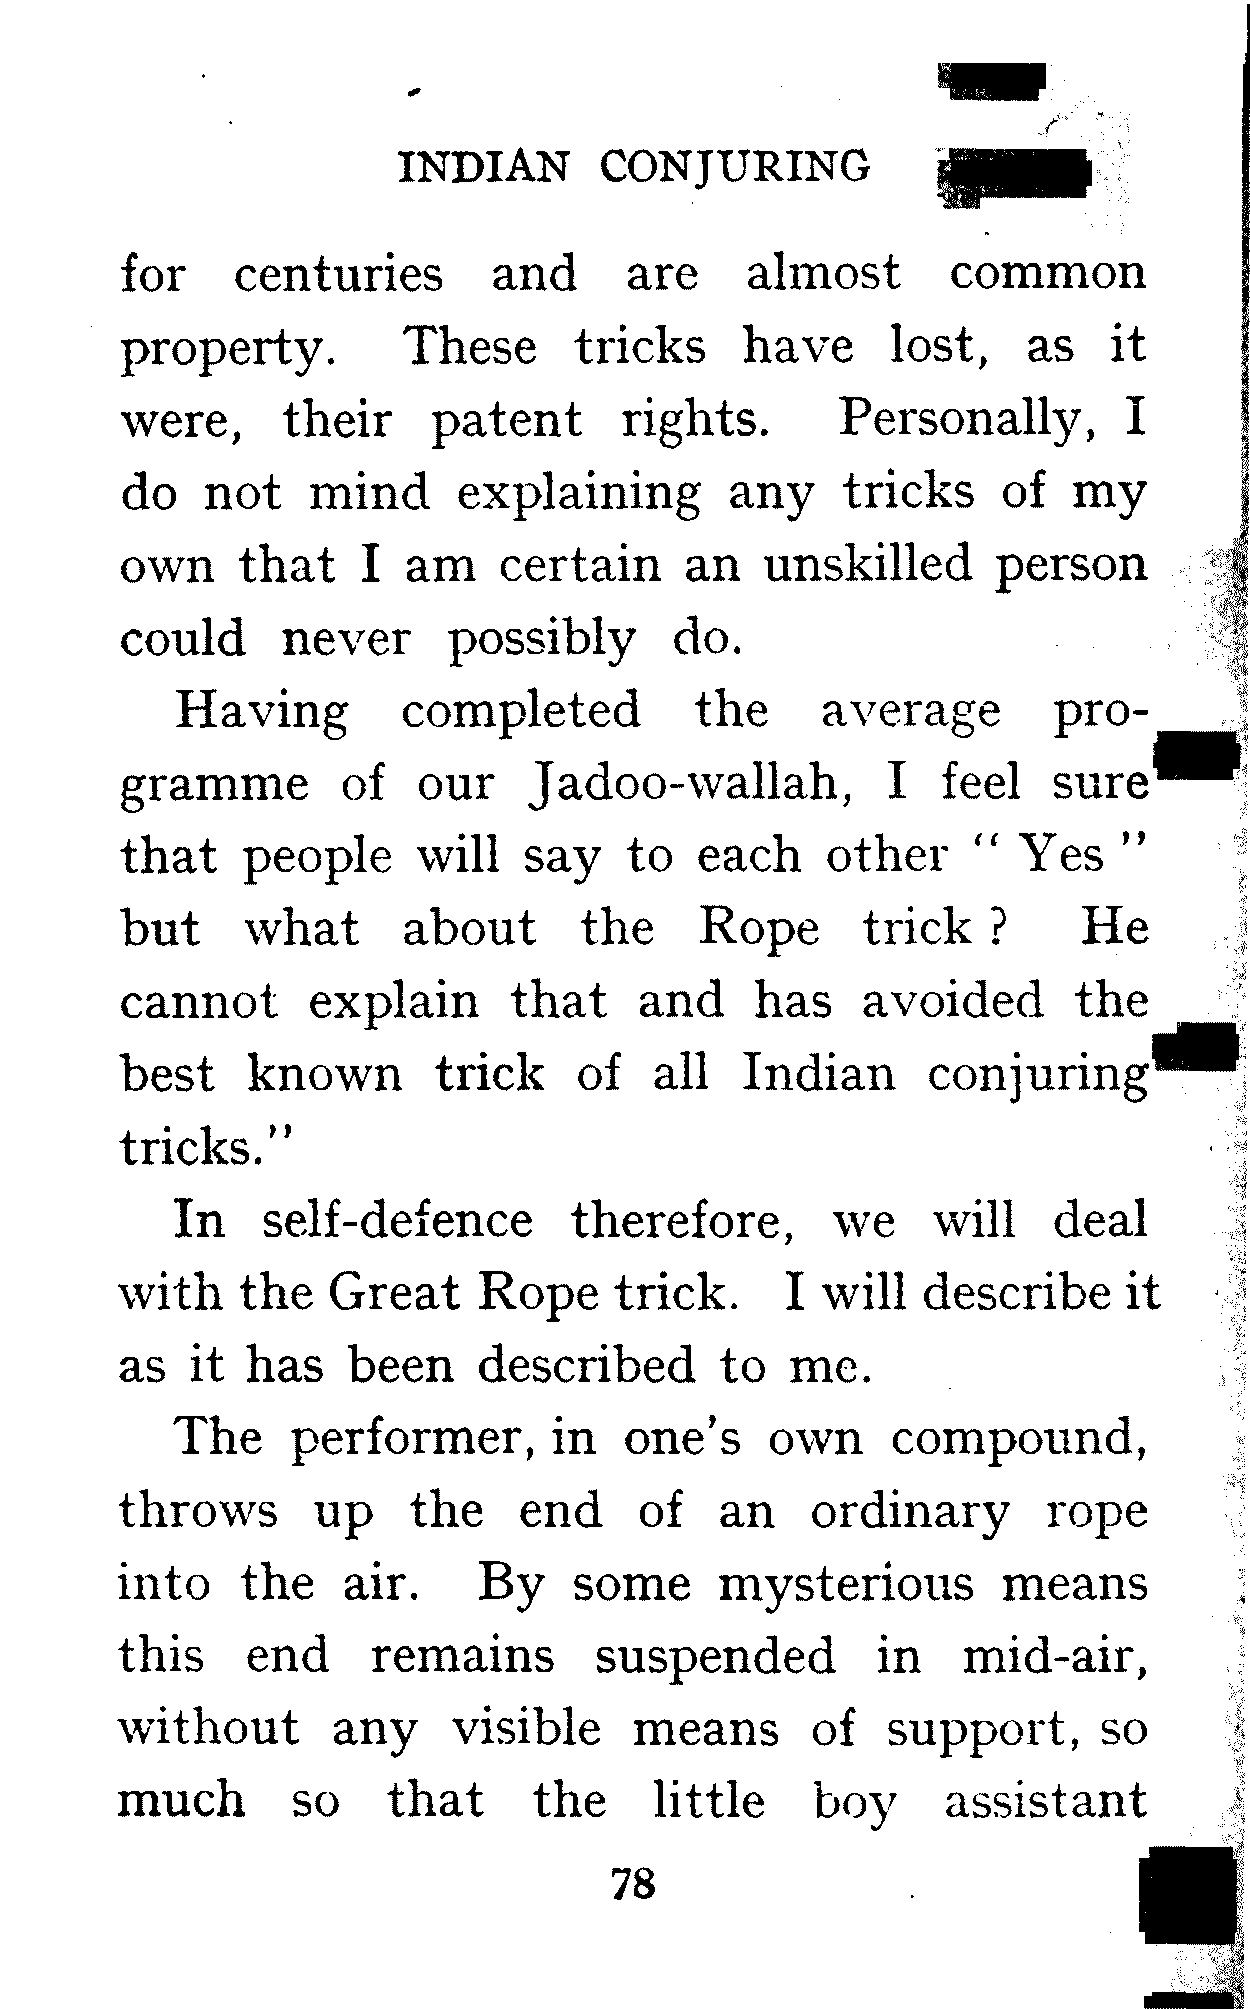 INDIAN CONJURING
for centuries and are almost common
property. These tricks have lost, as it
were, their patent rights. Personally, I
do not mind explaining any tricks of my
own that I am certain an unskilled person
could never possibly do.
Having completed the average pro-
gramme of our Jadoo-wallah, I feel sure
that people will say to each other “ Yes ”
but what about the Rope trick ? He
cannot explain that and has avoided the
best known trick of all Indian conjuring
tricks.”
In self-defence therefore, we will deal
with the Great Rope trick. I will describe it
as it has been described to me.
The performer, in one’s own compound,
throws up the end of an ordinary rope
into the air. By some mysterious means
this end remains suspended in mid-air,
without any visible means of support, so
much so that the little boy assistant
78